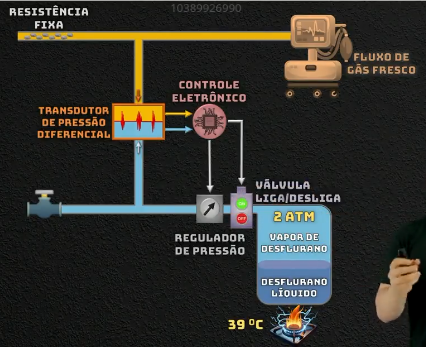 10389926990
RESISTÊNCIA
FIXA
FLUXO DE
GÁS FRESCO
CONTROLE
ELETRÔNICO
TRANSDUTOR
DE PRESSÃO
DIFERENCIAL
VÁLVULA
LIGA/DESLIGA
ON
OFF
2 ATM
VAPOR DE
DESFLURANO
REGULADOR
DE PRESSÃO
DESFLURANO
LÍQUIDO
39 ºC